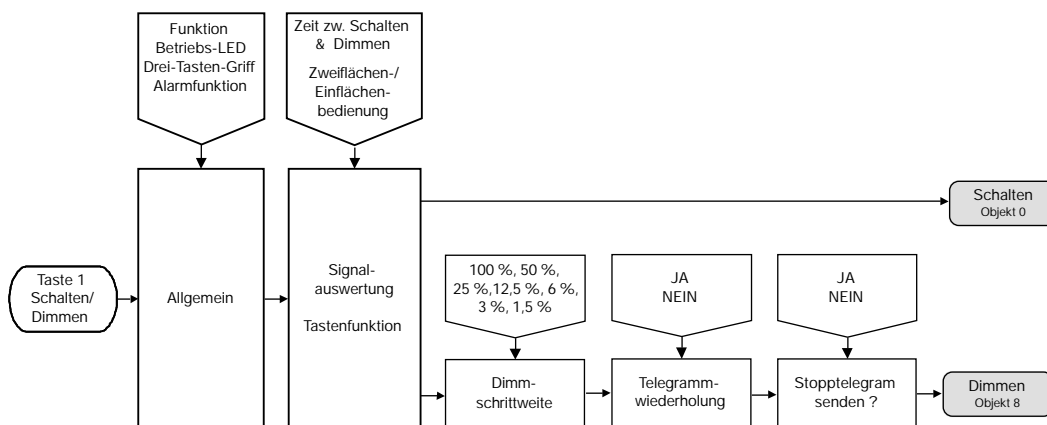 Funktion
Betriebs-LED
Drei-Tasten-Griff
Alarmfunktion
Zeit zw. Schalten
& Dimmen
Zweiflächen-/
Einflächen-
bedienung
Schalten
Objekt 0
Taste 1
Schalten/
Dimmen
Allgemein
Signal-
auswertung
Tastenfunktion
100 %, 50 %,
25 %,12,5 %, 6 %,
3 %, 1,5 %
JA
NEIN
JA
NEIN
Dimm-
schrittweite
Telegramm-
wiederholung
Stopptelegram
senden ?
Dimmen
Objekt 8